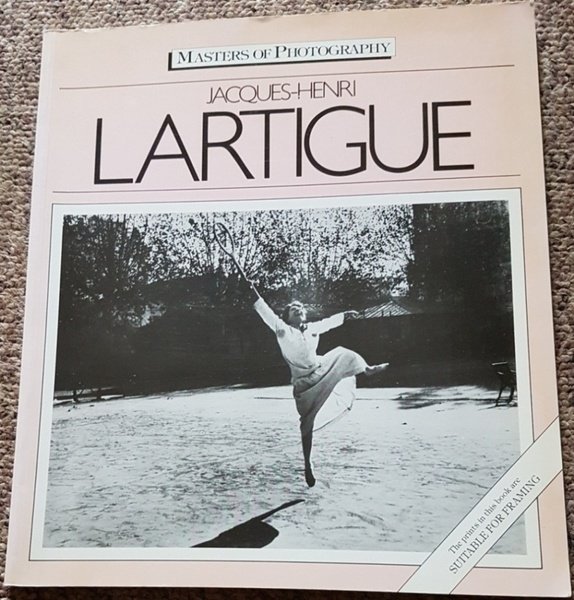 MASTERS OF PHOTOGRAPHY
JACQUES-HENRI
LARTIGUE
The prints in this book are
SUITABLE FOR FRAMING